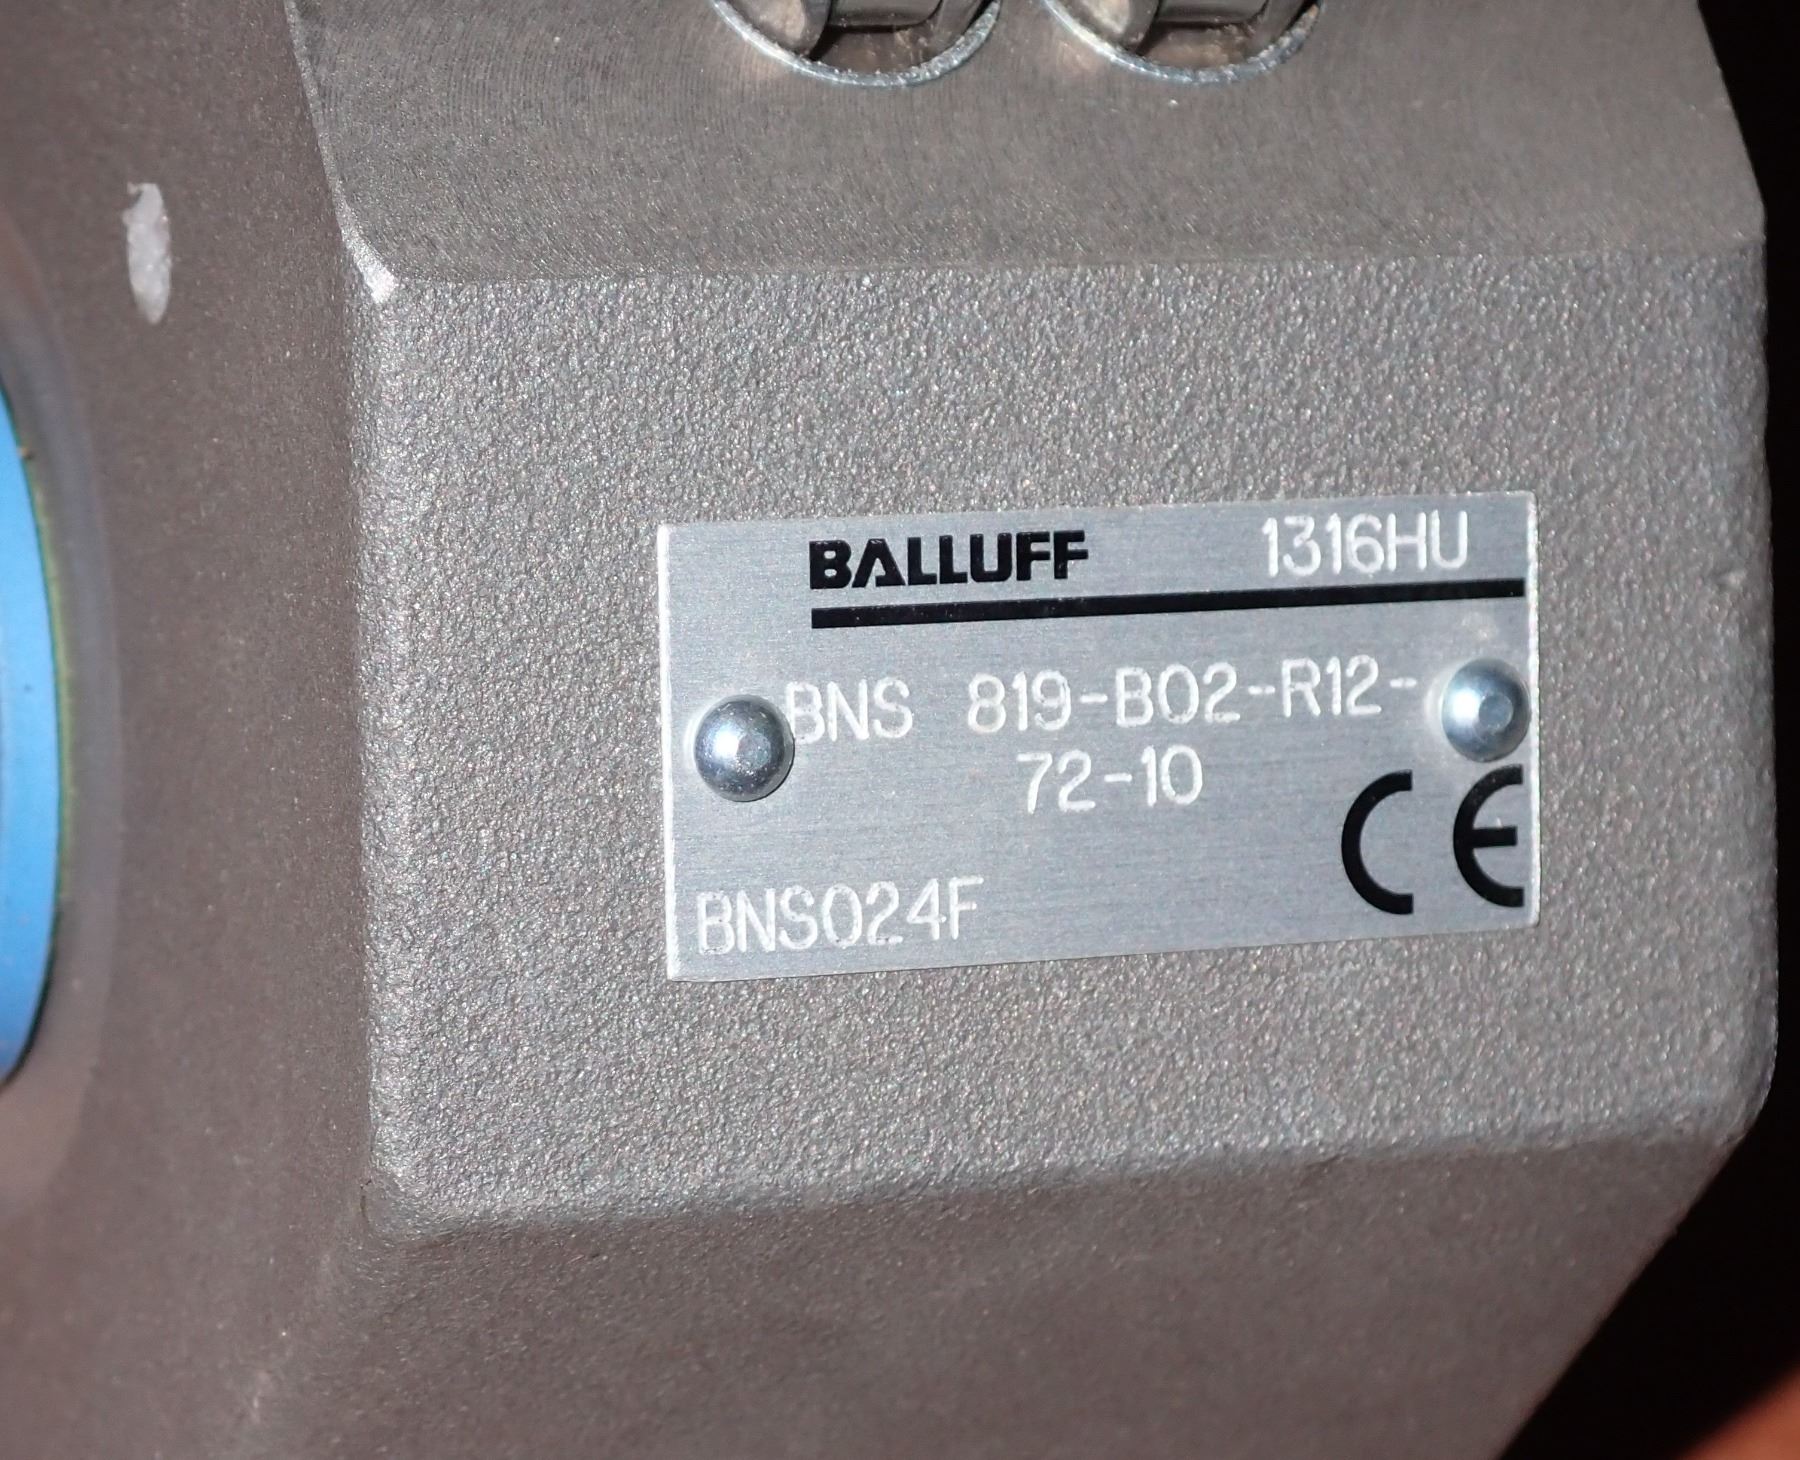 BALLUFF 1316HU
BNS 819-B02-R12-
72-10
CE
BNS024F